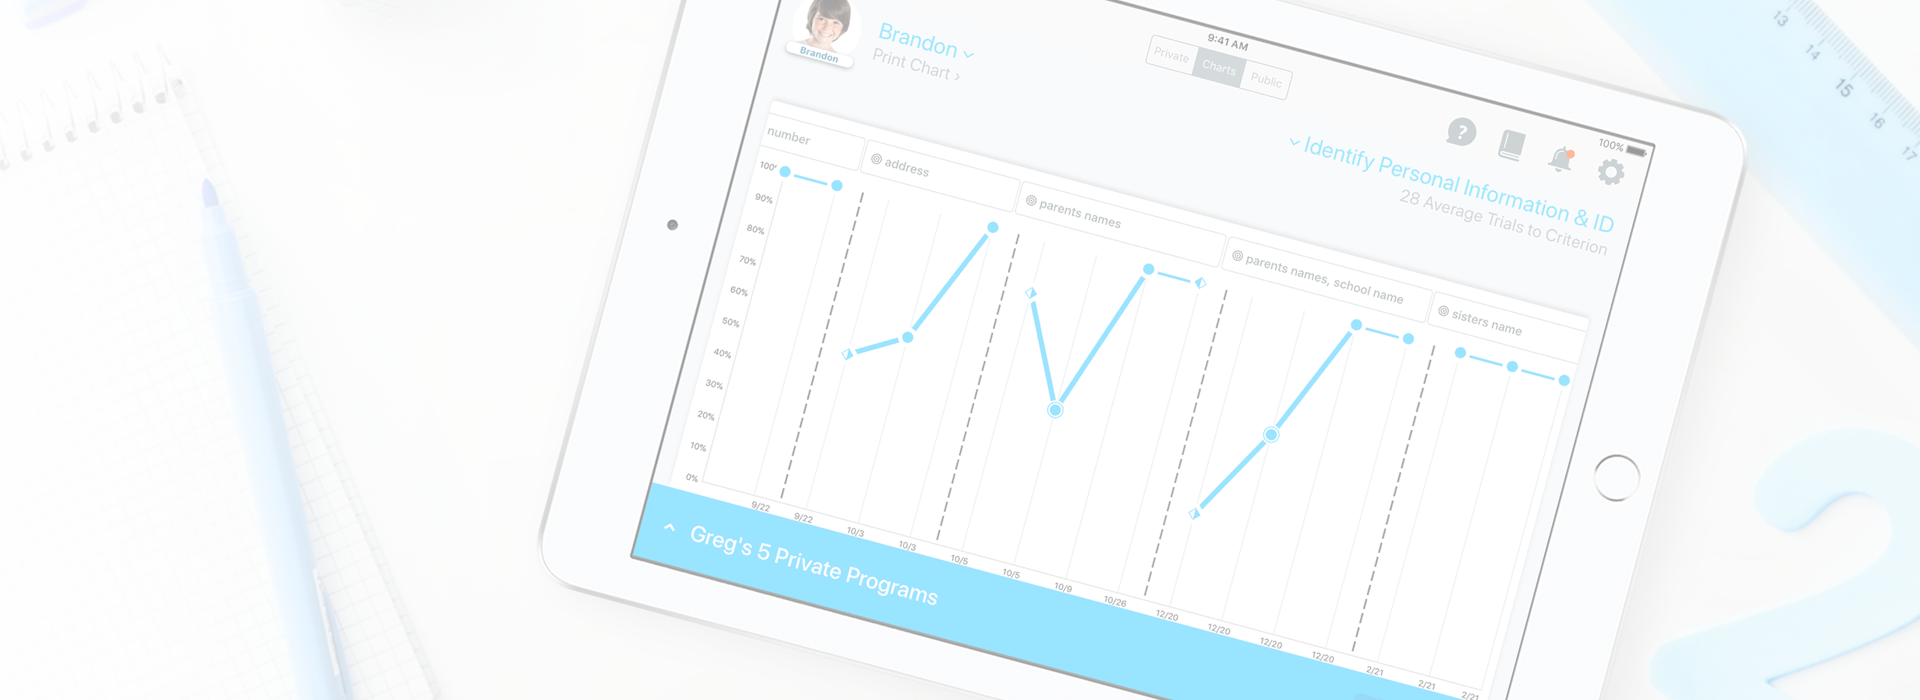 9:41 AM
100%
Brandon
Brandon
Print Chart ›
Private
Charts
Public
?
Identify Personal Information & ID
28 Average Trials to Criterion
number
address
parents names
parents names, school name
sisters name
100%
90%
80%
70%
60%
50%
40%
30%
20%
10%
0%
9/22
9/22
10/3
10/3
10/5
10/5
10/9
10/26
12/20
12/20
12/20
12/20
2/21
2/21
2/21
Greg's 5 Private Programs
13
14
15
16
17
2